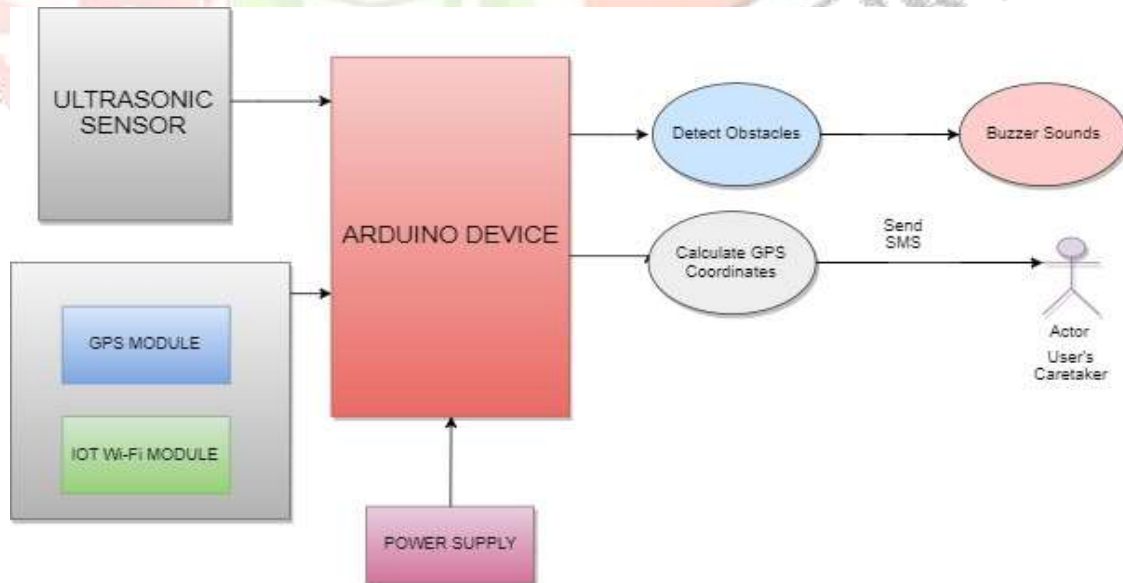 ULTRASONIC
SENSOR
ARDUINO DEVICE
Detect Obstacles
Buzzer Sounds
Calculate GPS
Coordinates
Send
SMS
Actor
User's
Caretaker
GPS MODULE
IOT Wi-Fi MODULE
POWER SUPPLY